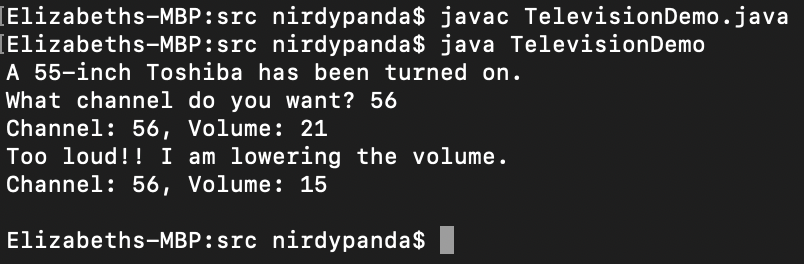 [Elizabeths-MBP:src nirdypanda$ javac TelevisionDemo.java
[Elizabeths-MBP:src nirdypanda$ java TelevisionDemo
A 55-inch Toshiba has been turned on.
What channel do you want? 56
Channel: 56, Volume: 21
Too loud!! I am lowering the volume.
Channel: 56, Volume: 15
Elizabeths-MBP:src nirdypanda$